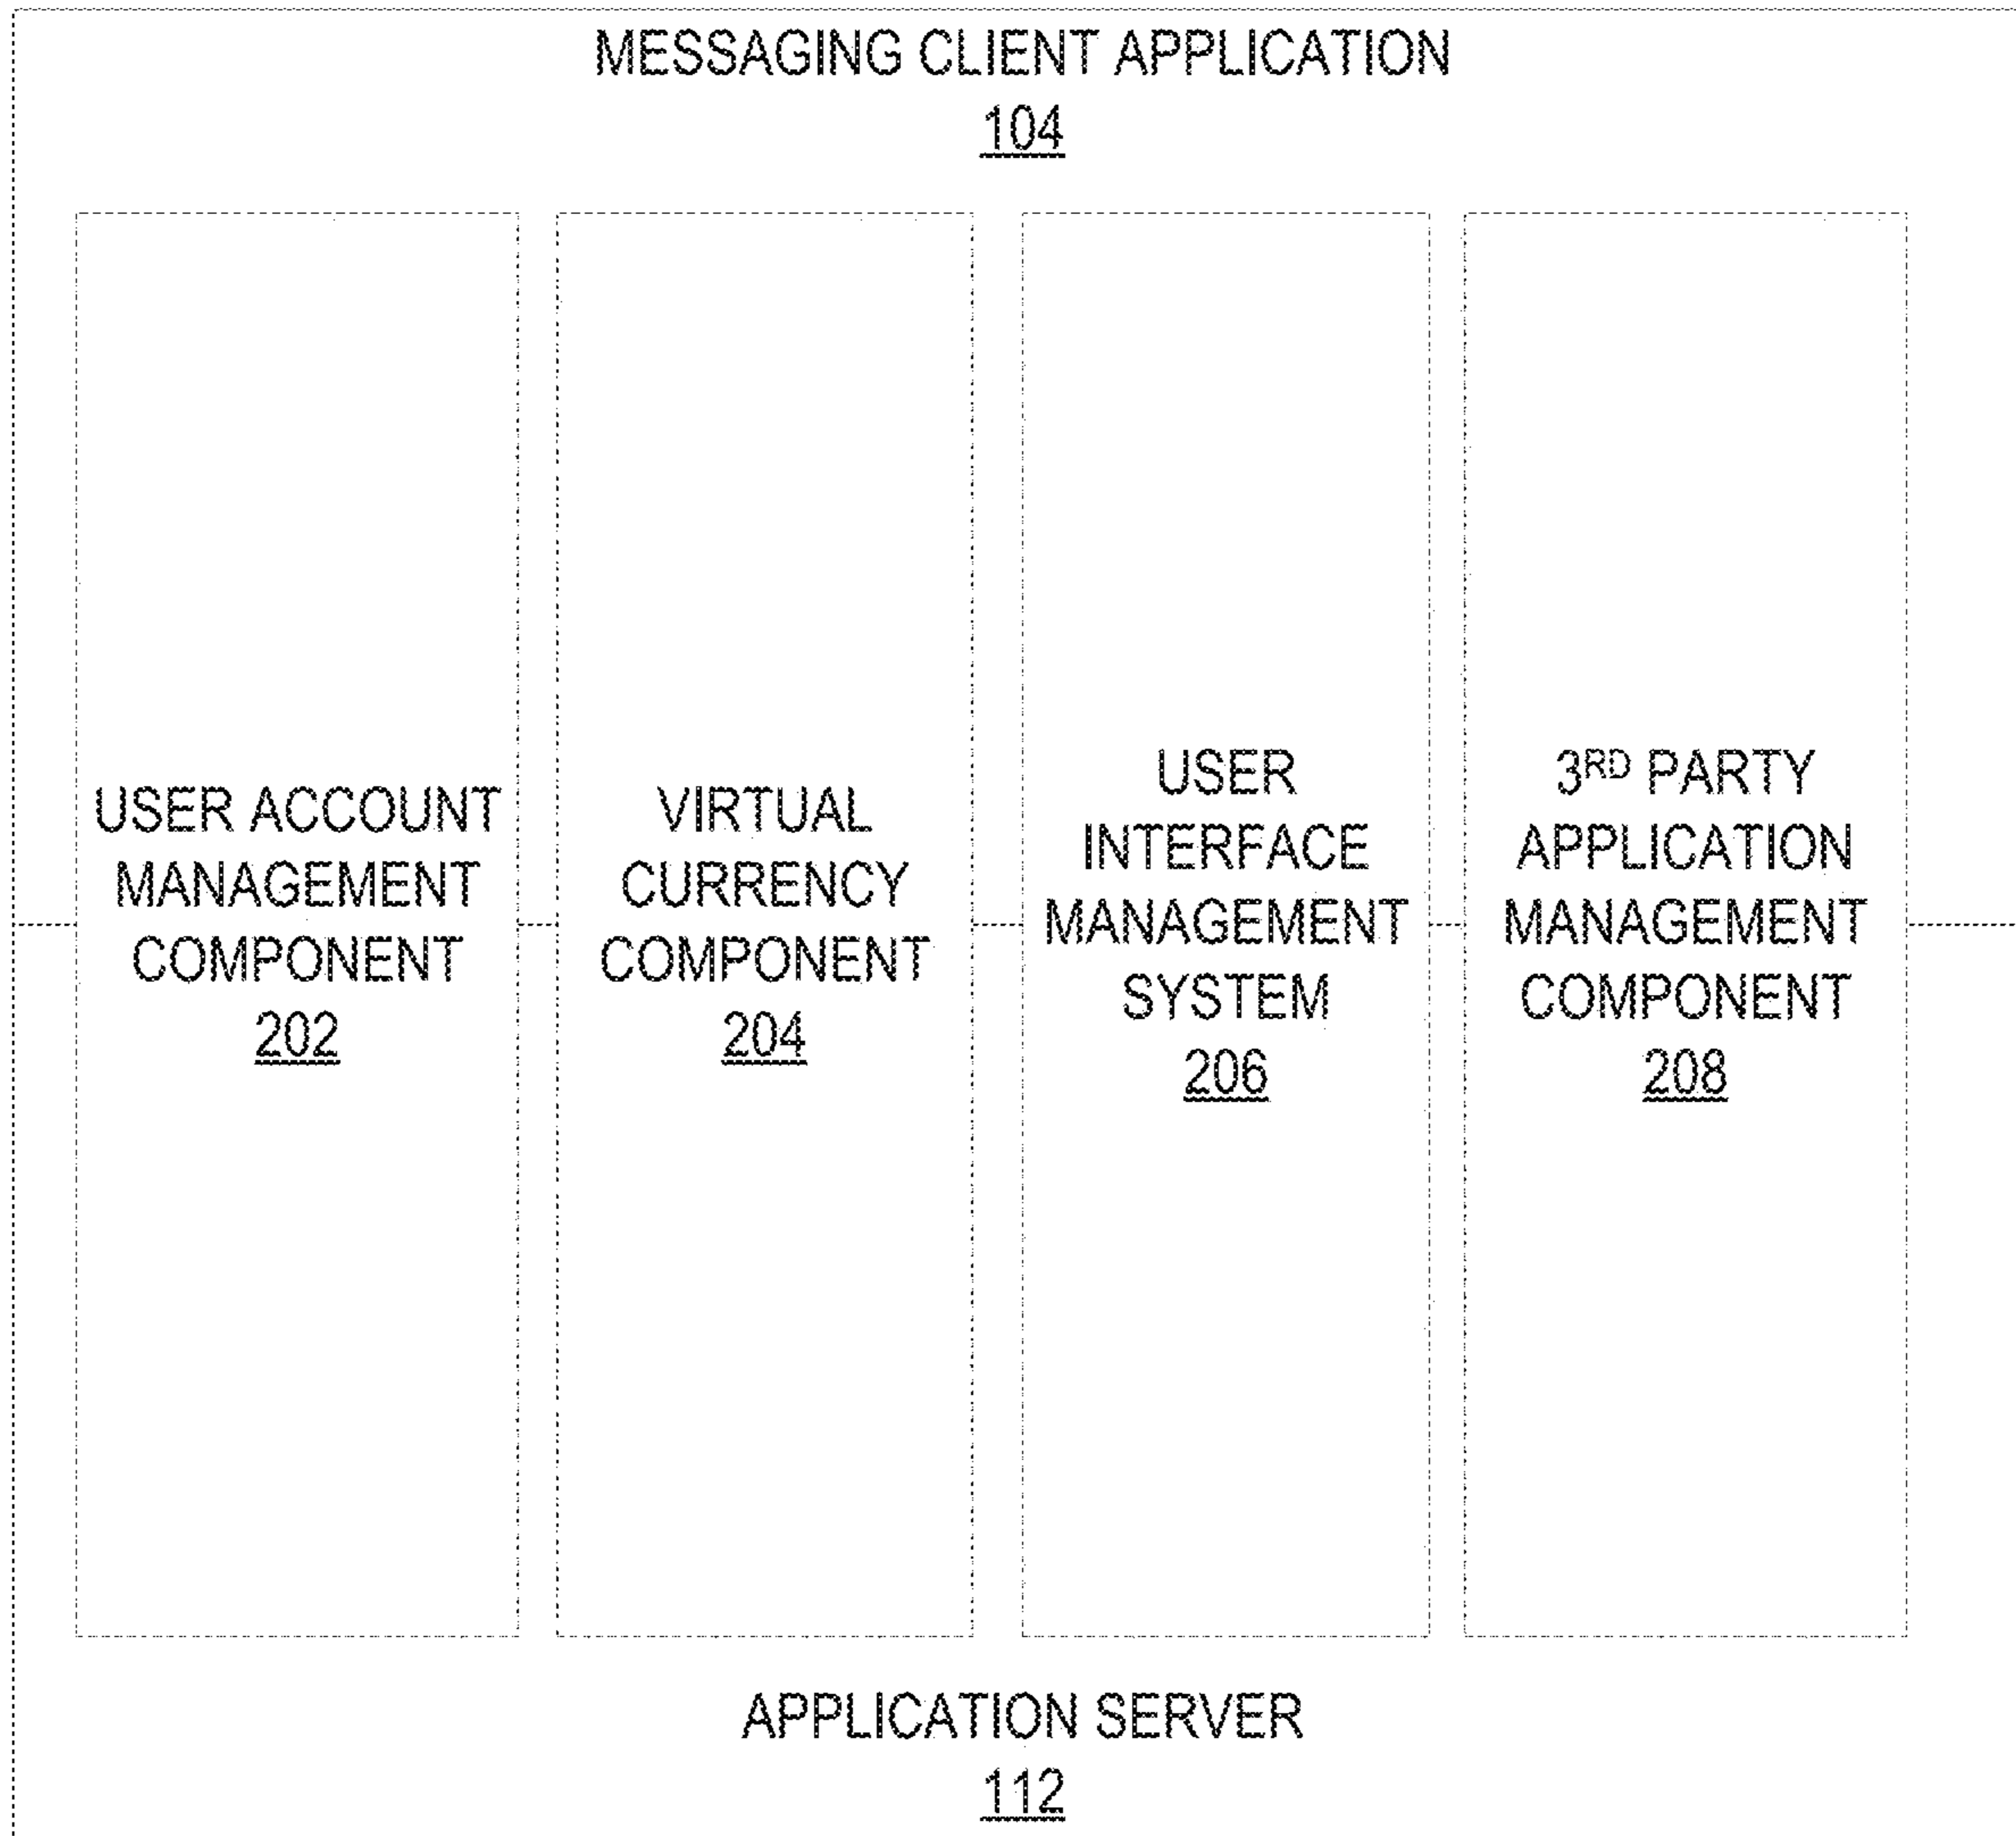 MESSAGING CLIENT APPLICATION
104
USER ACCOUNT
MANAGEMENT
COMPONENT
202
VIRTUAL
CURRENCY
COMPONENT
204
USER
INTERFACE
MANAGEMENT
SYSTEM
206
3RD PARTY
APPLICATION
MANAGEMENT
COMPONENT
208
APPLICATION SERVER
112